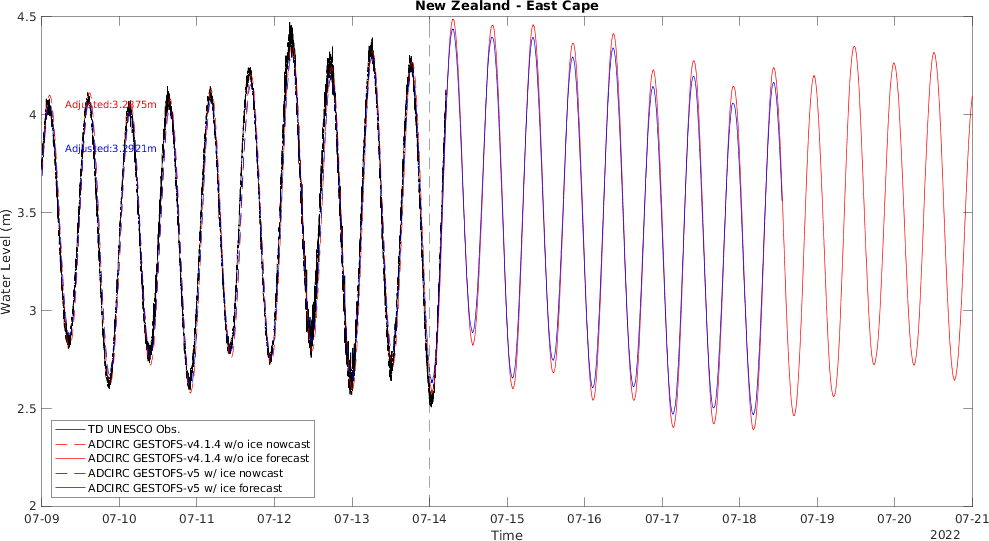 New Zealand - East Cape
4.5
4
3.5
3
2.5
2
Water Level (m)
Adjusted:3.2875m
Adjusted:3.2921m
TD UNESCO Obs.
ADCIRC GESTOFS-v4.1.4 w/o ice nowcast
ADCIRC GESTOFS-v4.1.4 w/o ice forecast
ADCIRC GESTOFS-v5 w/ ice nowcast
ADCIRC GESTOFS-v5 w/ ice forecast
07-09 07-10 07-11 07-12 07-13 07-14 07-15 07-16 07-17 07-18 07-19 07-20 07-21
Time
2022